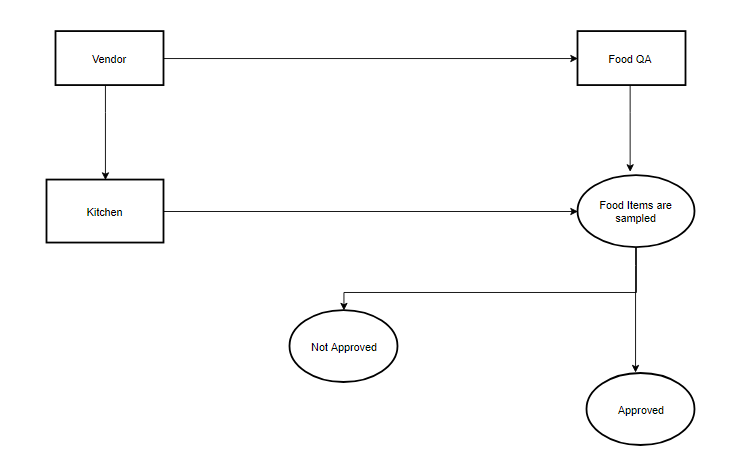 Vendor
Food QA
Kitchen
Food Items are
sampled
Not Approved
Approved